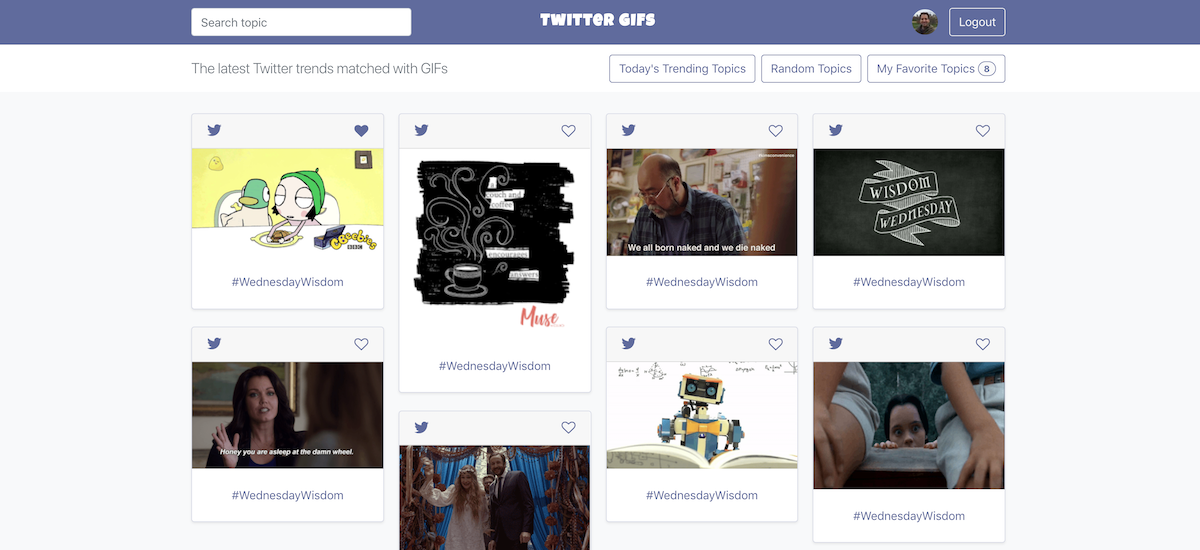 Search topic
TWITTER GIFS
Logout
The latest Twitter trends matched with GIFs
Today's Trending Topics
Random Topics
My Favorite Topics 8
CBeebies
BBC
#WednesdayWisdom
couch and
coffee
encourages
answers
Muse
#WednesdayWisdom
We all born naked and we die naked
#WednesdayWisdom
WISDOM
WEDNESDAY
#WednesdayWisdom
Honey you are asleep at the damn wheel.
#WednesdayWisdom
#WednesdayWisdom
#WednesdayWisdom